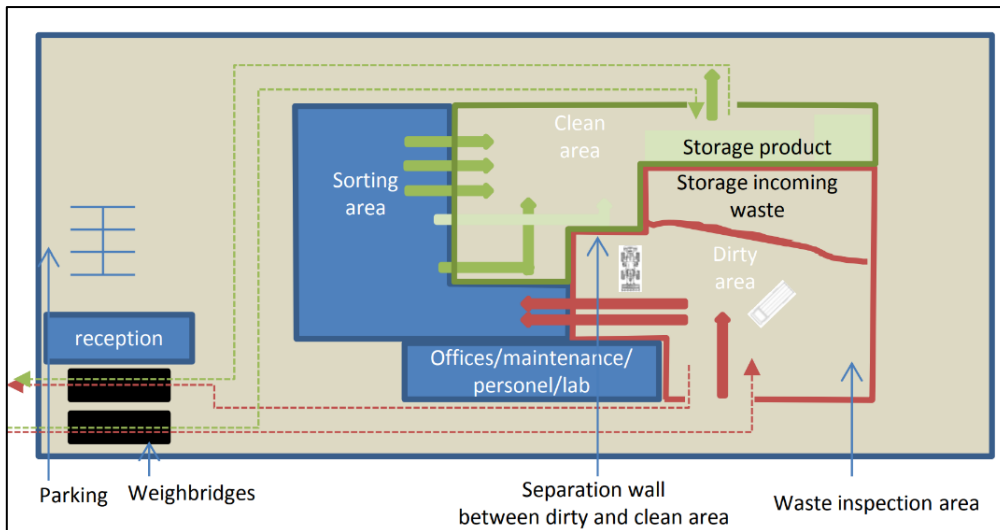 Clean
area
Storage product
Sorting
area
Storage incoming
waste
Dirty
area
reception
Offices/maintenance/
personel/lab
Parking
Weighbridges
Separation wall
between dirty and clean area
Waste inspection area